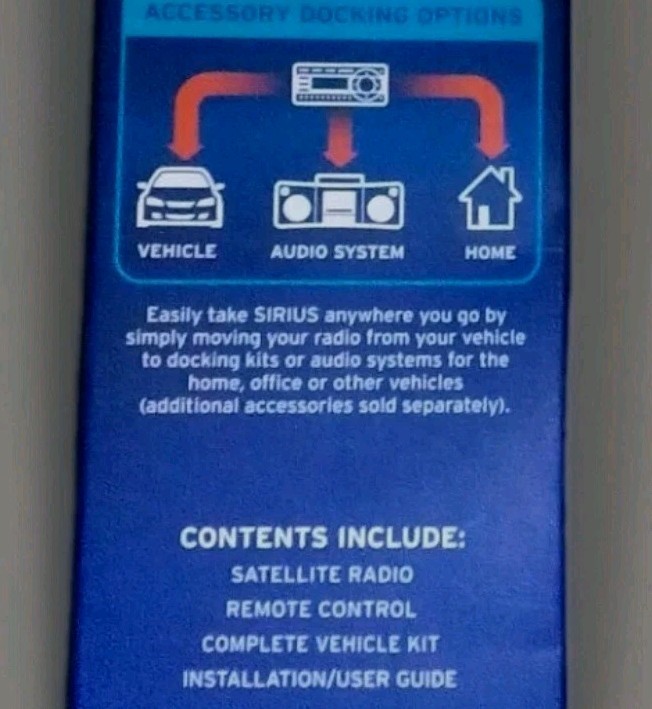 ACCESSORY DOCKING OPTIONS
VEHICLE
AUDIO SYSTEM
HOME
Easily take SIRIUS anywhere you go by
simply moving your radio from your vehicle
to docking kits or audio systems for the
home, office or other vehicles
(additional accessories sold separately).
CONTENTS INCLUDE:
SATELLITE RADIO
REMOTE CONTROL
COMPLETE VEHICLE KIT
INSTALLATION/USER GUIDE